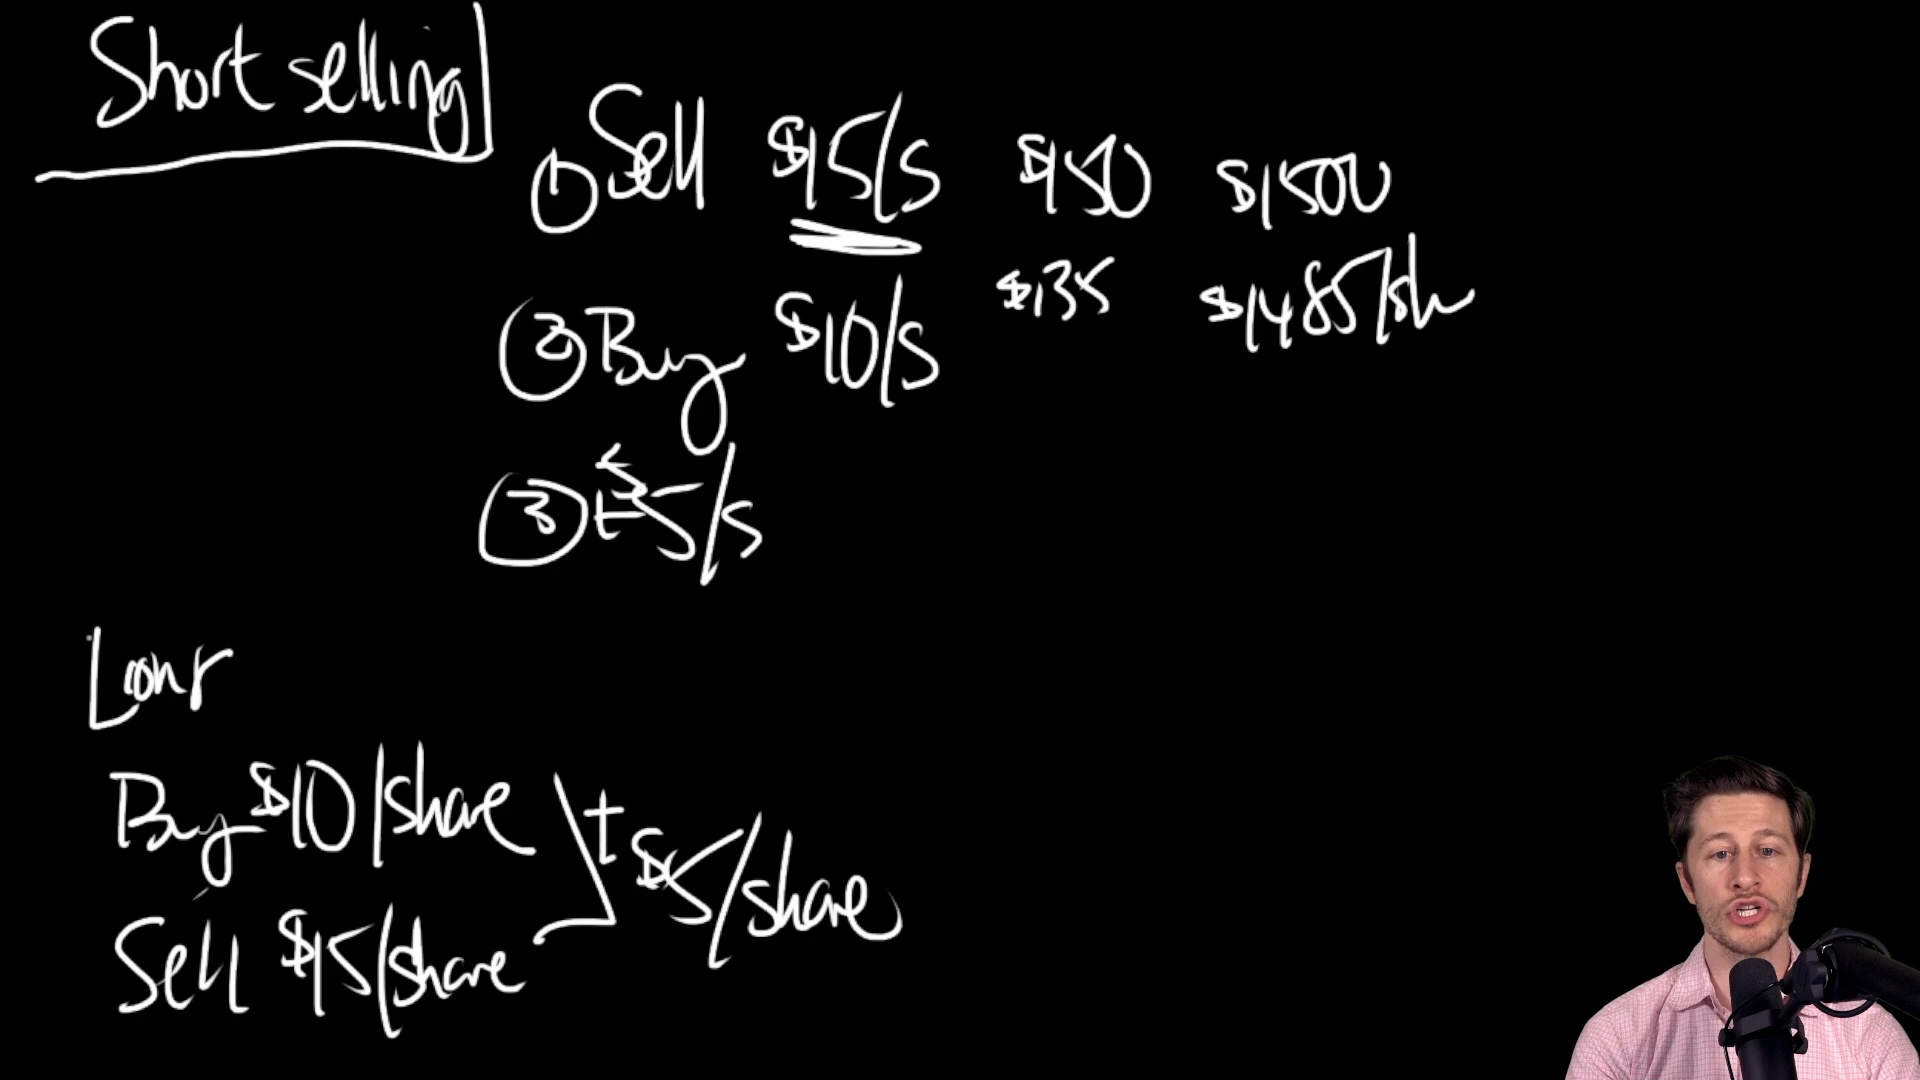 Short selling
① Sell $15/s $150 $1500
$135 $1485/sh
② Buy $10/s
③ +$5/s
Long
Buy $10/share
+$5/share
Sell $15/share